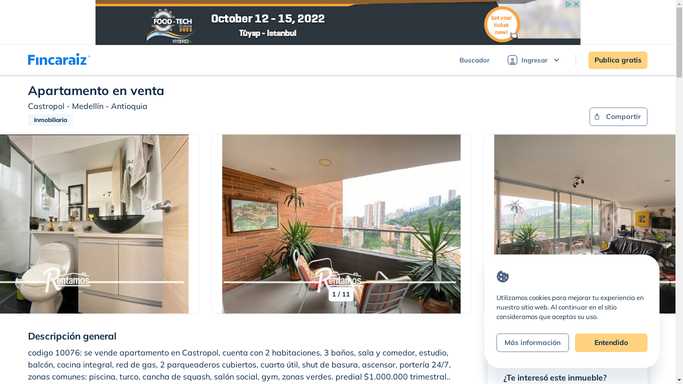 FOOD-TECH
October 12 - 15, 2022
Tüyap - Istanbul
Get your
ticket
now!
Fincaraíz
Buscador
Ingresar
Publica gratis
Apartamento en venta
Castropol - Medellín - Antioquia
Inmobiliaria
Compartir
Rentamos
Rentamos
1 / 11
Utilizamos cookies para mejorar tu experiencia en
nuestro sitio web. Al continuar en el sitio
consideramos que aceptas su uso.
Más información
Entendido
Descripción general
codigo 10076: se vende apartamento en Castropol, cuenta con 2 habitaciones, 3 baños, sala y comedor, estudio,
balcón, cocina integral, red de gas, 2 parqueaderos cubiertos, cuarto útil, shut de basura, ascensor, portería 24/7.
zonas comunes: piscina, turco, cancha de squash, salón social, gym, zonas verdes. predial $1.000.000 trimestral..
¿Te interesó este inmueble?